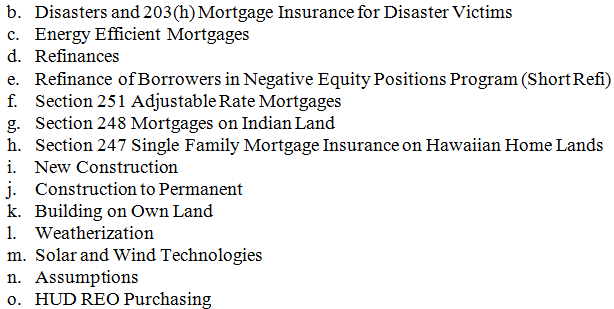 b. Disasters and 203(h) Mortgage Insurance for Disaster Victims
c. Energy Efficient Mortgages
d. Refinances
e. Refinance of Borrowers in Negative Equity Positions Program (Short Refi)
f. Section 251 Adjustable Rate Mortgages
g. Section 248 Mortgages on Indian Land
h. Section 247 Single Family Mortgage Insurance on Hawaiian Home Lands
i. New Construction
j. Construction to Permanent
k. Building on Own Land
l. Weatherization
m. Solar and Wind Technologies
n. Assumptions
o. HUD REO Purchasing